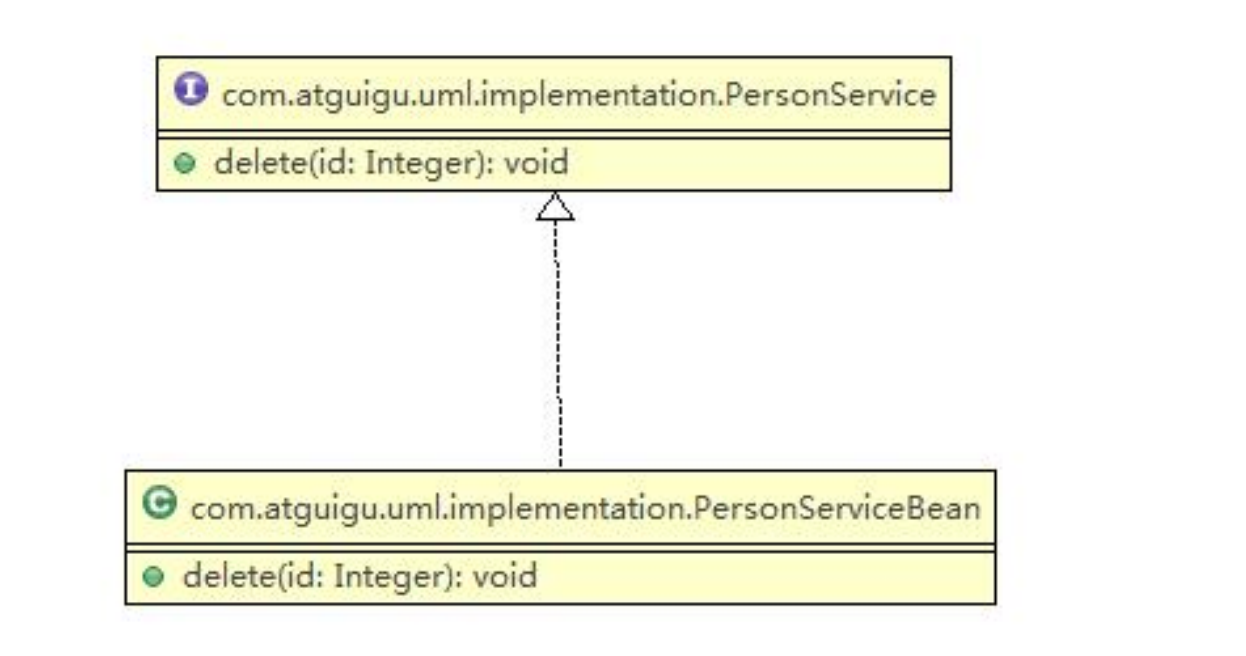 I com.atguigu.uml.implementation.PersonService
delete(id: Integer): void
C com.atguigu.uml.implementation.PersonServiceBean
delete(id: Integer): void